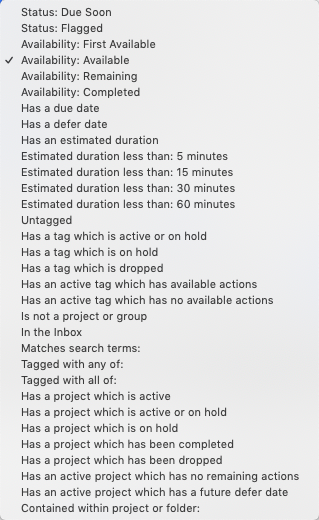 Status: Due Soon
Status: Flagged
Availability: First Available
✓ Availability: Available
Availability: Remaining
Availability: Completed
Has a due date
Has a defer date
Has an estimated duration
Estimated duration less than: 5 minutes
Estimated duration less than: 15 minutes
Estimated duration less than: 30 minutes
Estimated duration less than: 60 minutes
Untagged
Has a tag which is active or on hold
Has a tag which is on hold
Has a tag which is dropped
Has an active tag which has available actions
Has an active tag which has no available actions
Is not a project or group
In the Inbox
Matches search terms:
Tagged with any of:
Tagged with all of:
Has a project which is active
Has a project which is active or on hold
Has a project which is on hold
Has a project which has been completed
Has a project which has been dropped
Has an active project which has no remaining actions
Has an active project which has a future defer date
Contained within project or folder: